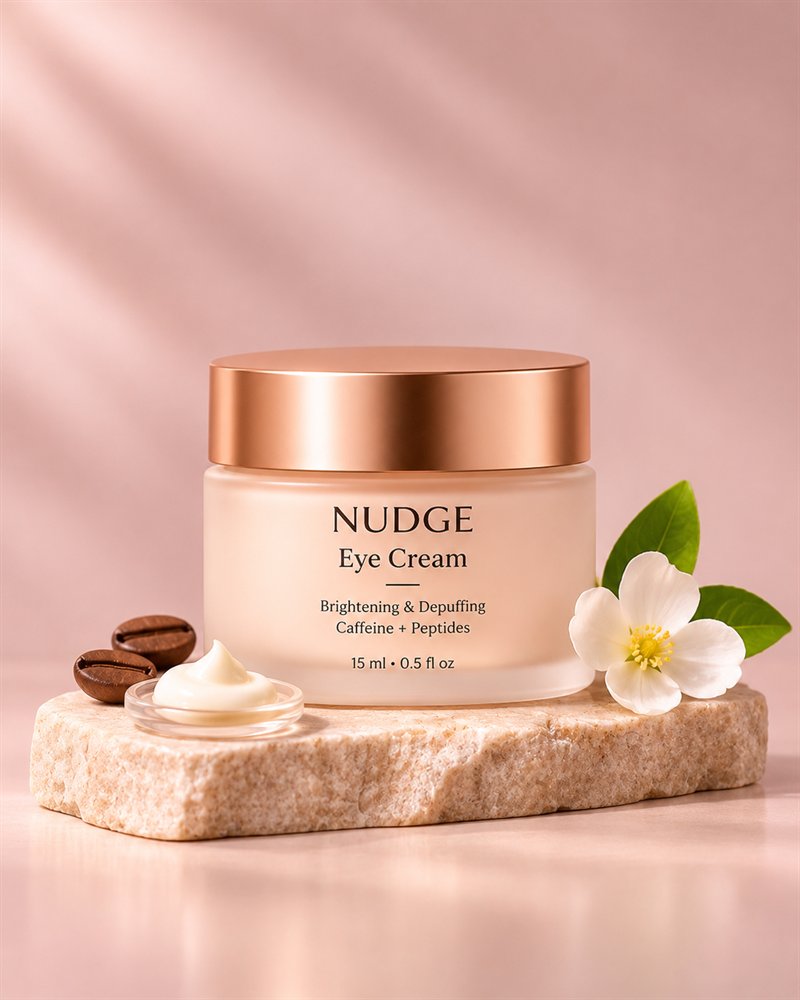 NUDGE
Eye Cream
Brightening & Depuffing
Caffeine + Peptides
15 ml • 0.5 fl oz